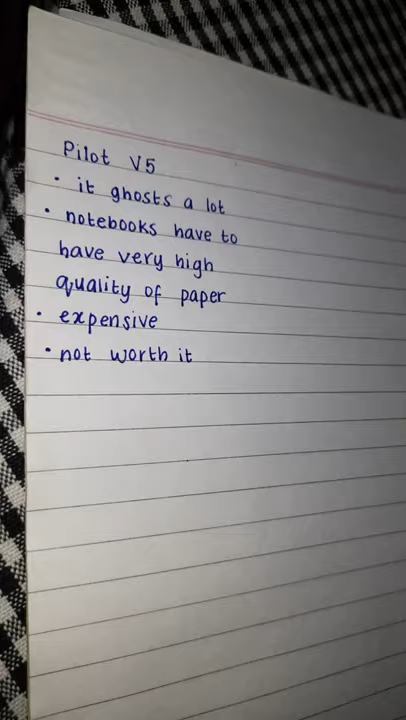 Pilot V5
· it ghosts a lot
· notebooks have to
have very high
quality of paper
· expensive
· not worth it